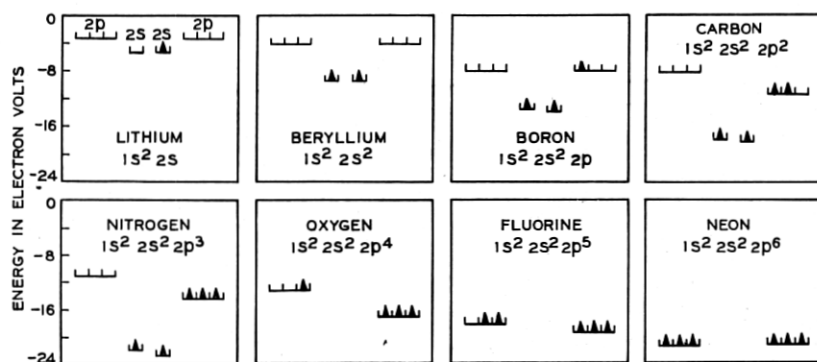 ENERGY IN ELECTRON VOLTS
0
-8
-16
-24
2p 2S 2S 2p
LITHIUM
1s² 2s
BERYLLIUM
1s² 2s²
BORON
1s² 2s² 2p
CARBON
1s² 2s² 2p²
0
-8
-16
-24
NITROGEN
1s² 2s² 2p³
OXYGEN
1s² 2s² 2p⁴
FLUORINE
1s² 2s² 2p⁵
NEON
1s² 2s² 2p⁶